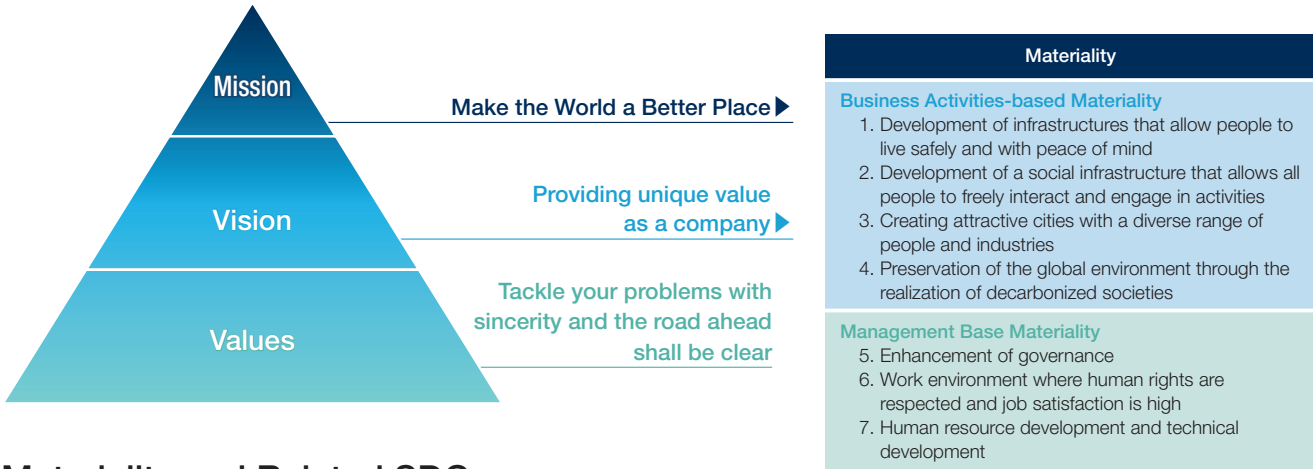 Mission
Make the World a Better Place
Vision
Providing unique value
as a company
Values
Tackle your problems with
sincerity and the road ahead
shall be clear
Materiality
Business Activities-based Materiality
1. Development of infrastructures that allow people to
live safely and with peace of mind
2. Development of a social infrastructure that allows all
people to freely interact and engage in activities
3. Creating attractive cities with a diverse range of
people and industries
4. Preservation of the global environment through the
realization of decarbonized societies
Management Base Materiality
5. Enhancement of governance
6. Work environment where human rights are
respected and job satisfaction is high
7. Human resource development and technical
development